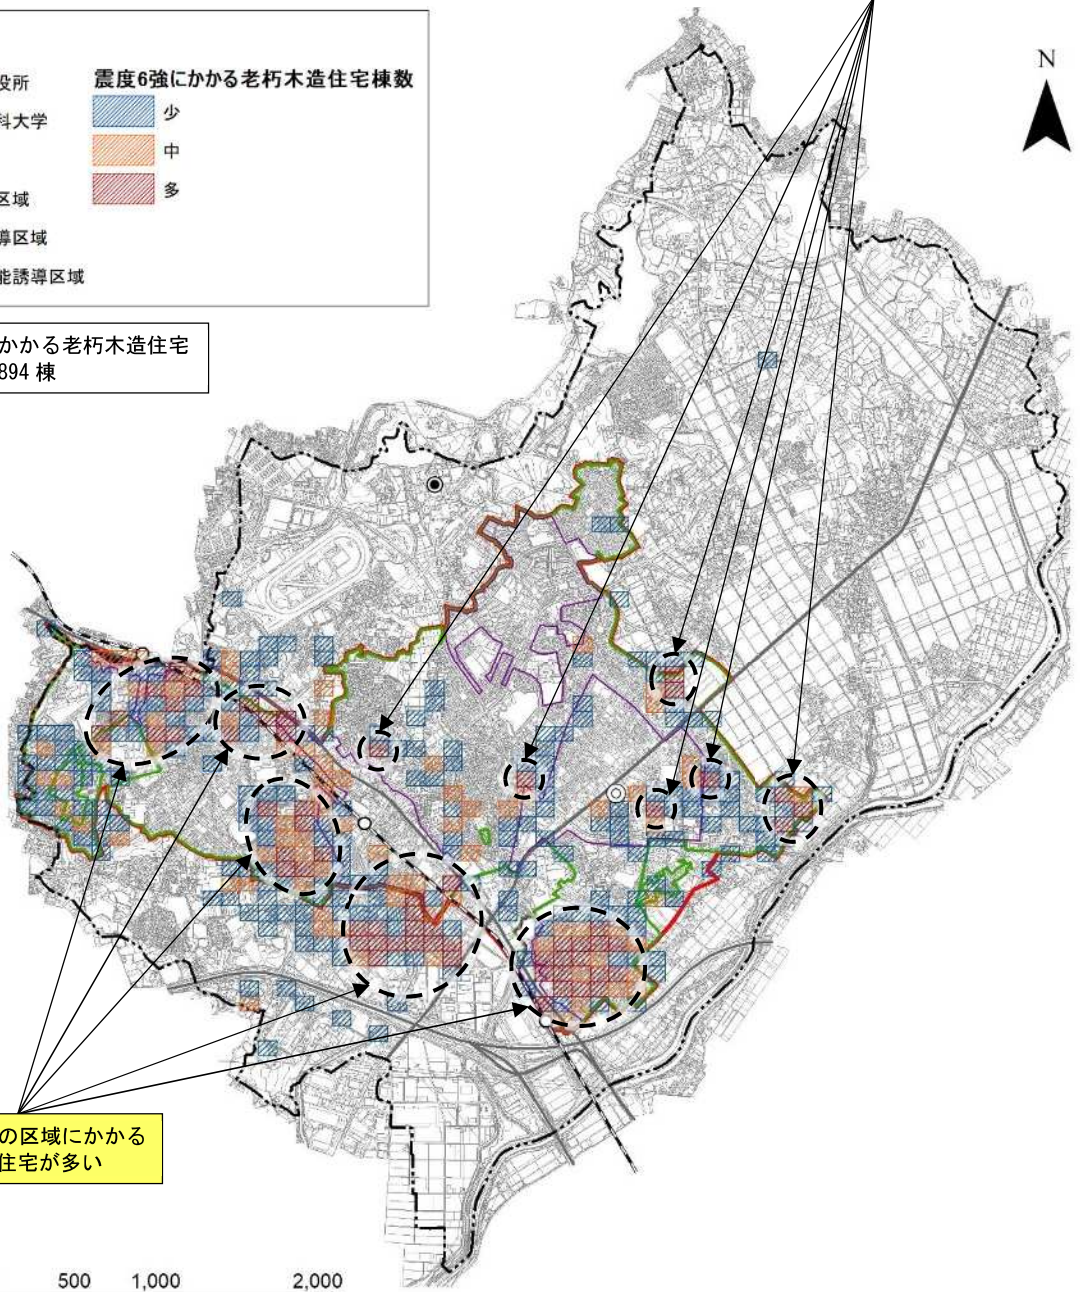 役所
科大学
区域
導区域
能誘導区域
震度6強にかかる老朽木造住宅棟数
少
中
多
N
かかる老朽木造住宅
894 棟
の区域にかかる
住宅が多い
500 1,000 2,000